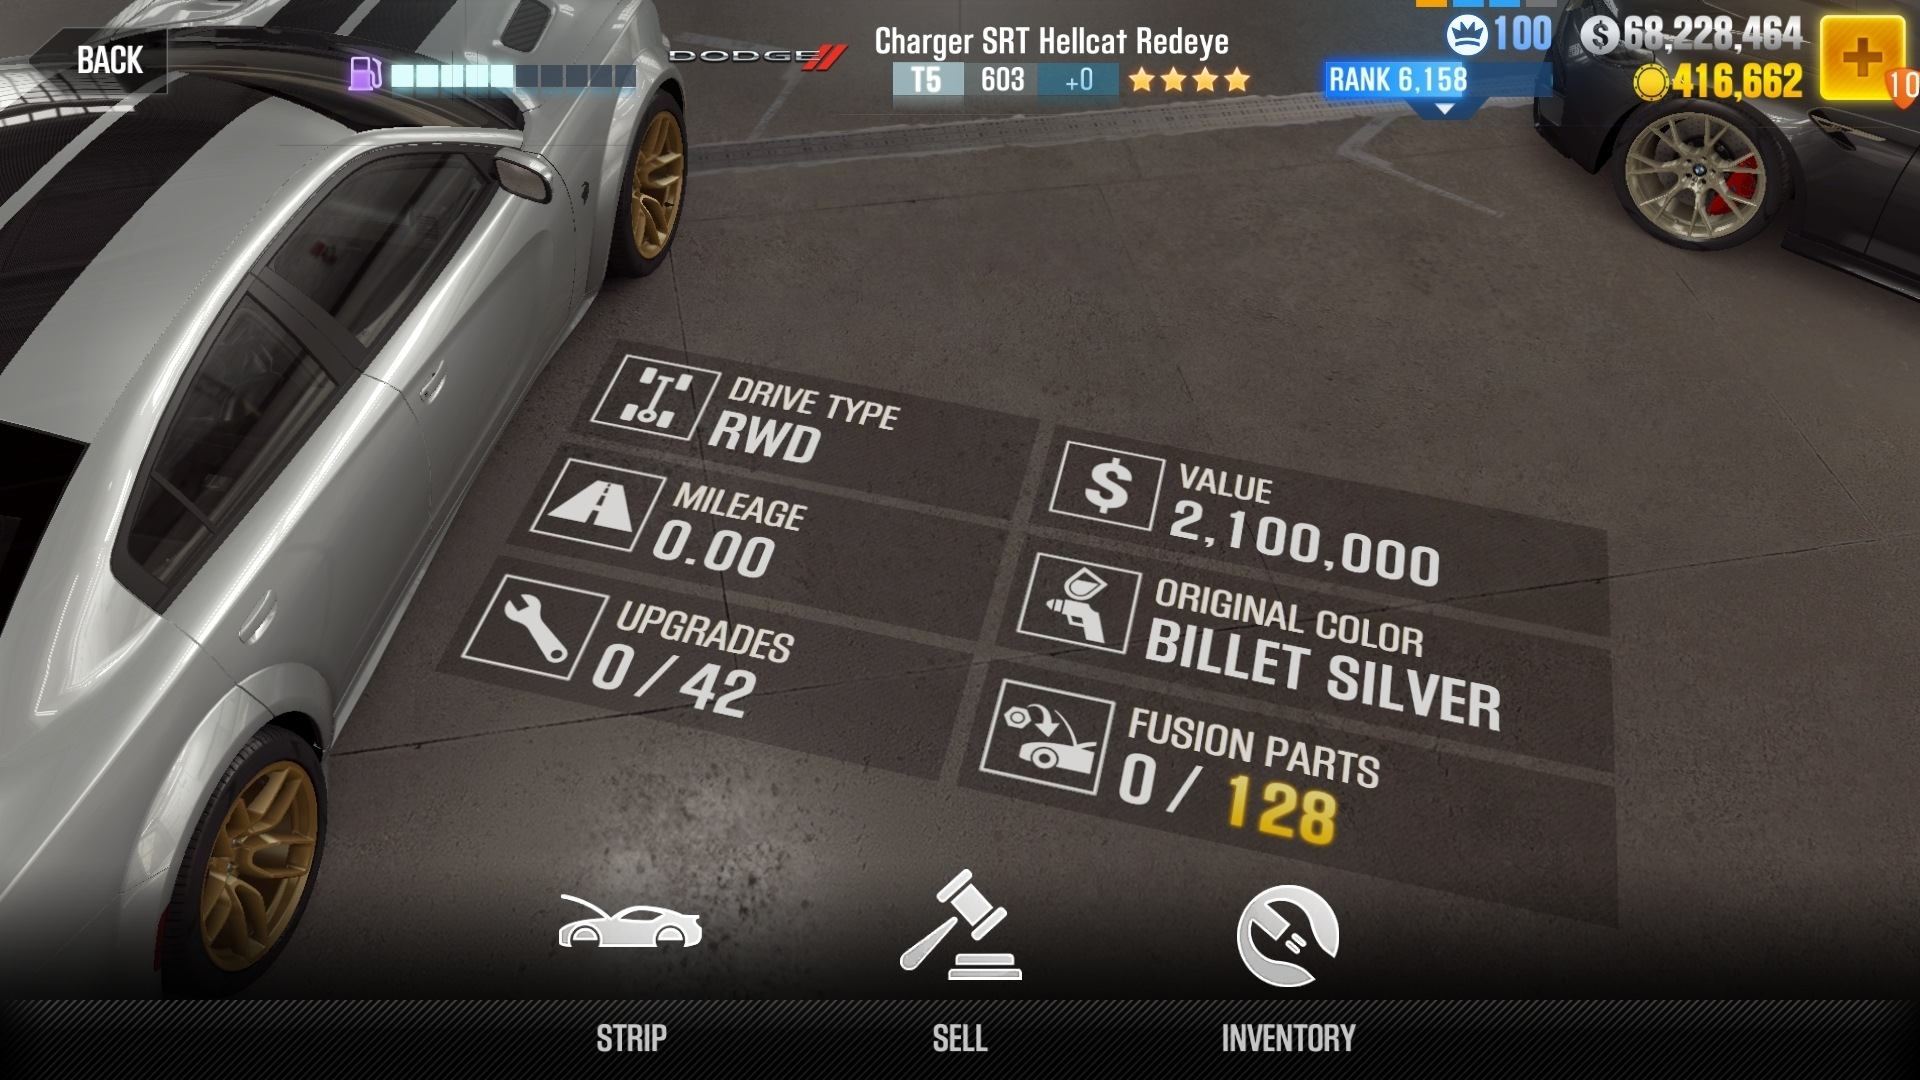 BACK
DODGE
Charger SRT Hellcat Redeye
T5 603 +0
100
68,228,464
RANK 6,158
416,662
10
DRIVE TYPE
RWD
MILEAGE
0.00
UPGRADES
0/42
VALUE
2,100,000
ORIGINAL COLOR
BILLET SILVER
FUSION PARTS
0/ 128
STRIP
SELL
INVENTORY